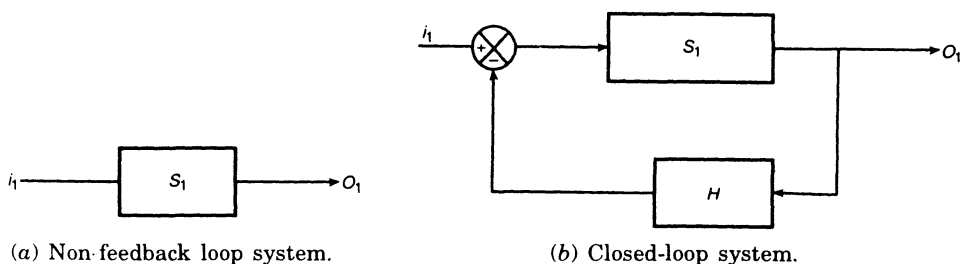 i₁
+
−
S₁
O₁
i₁
S₁
O₁
H
(a) Non-feedback loop system.
(b) Closed-loop system.